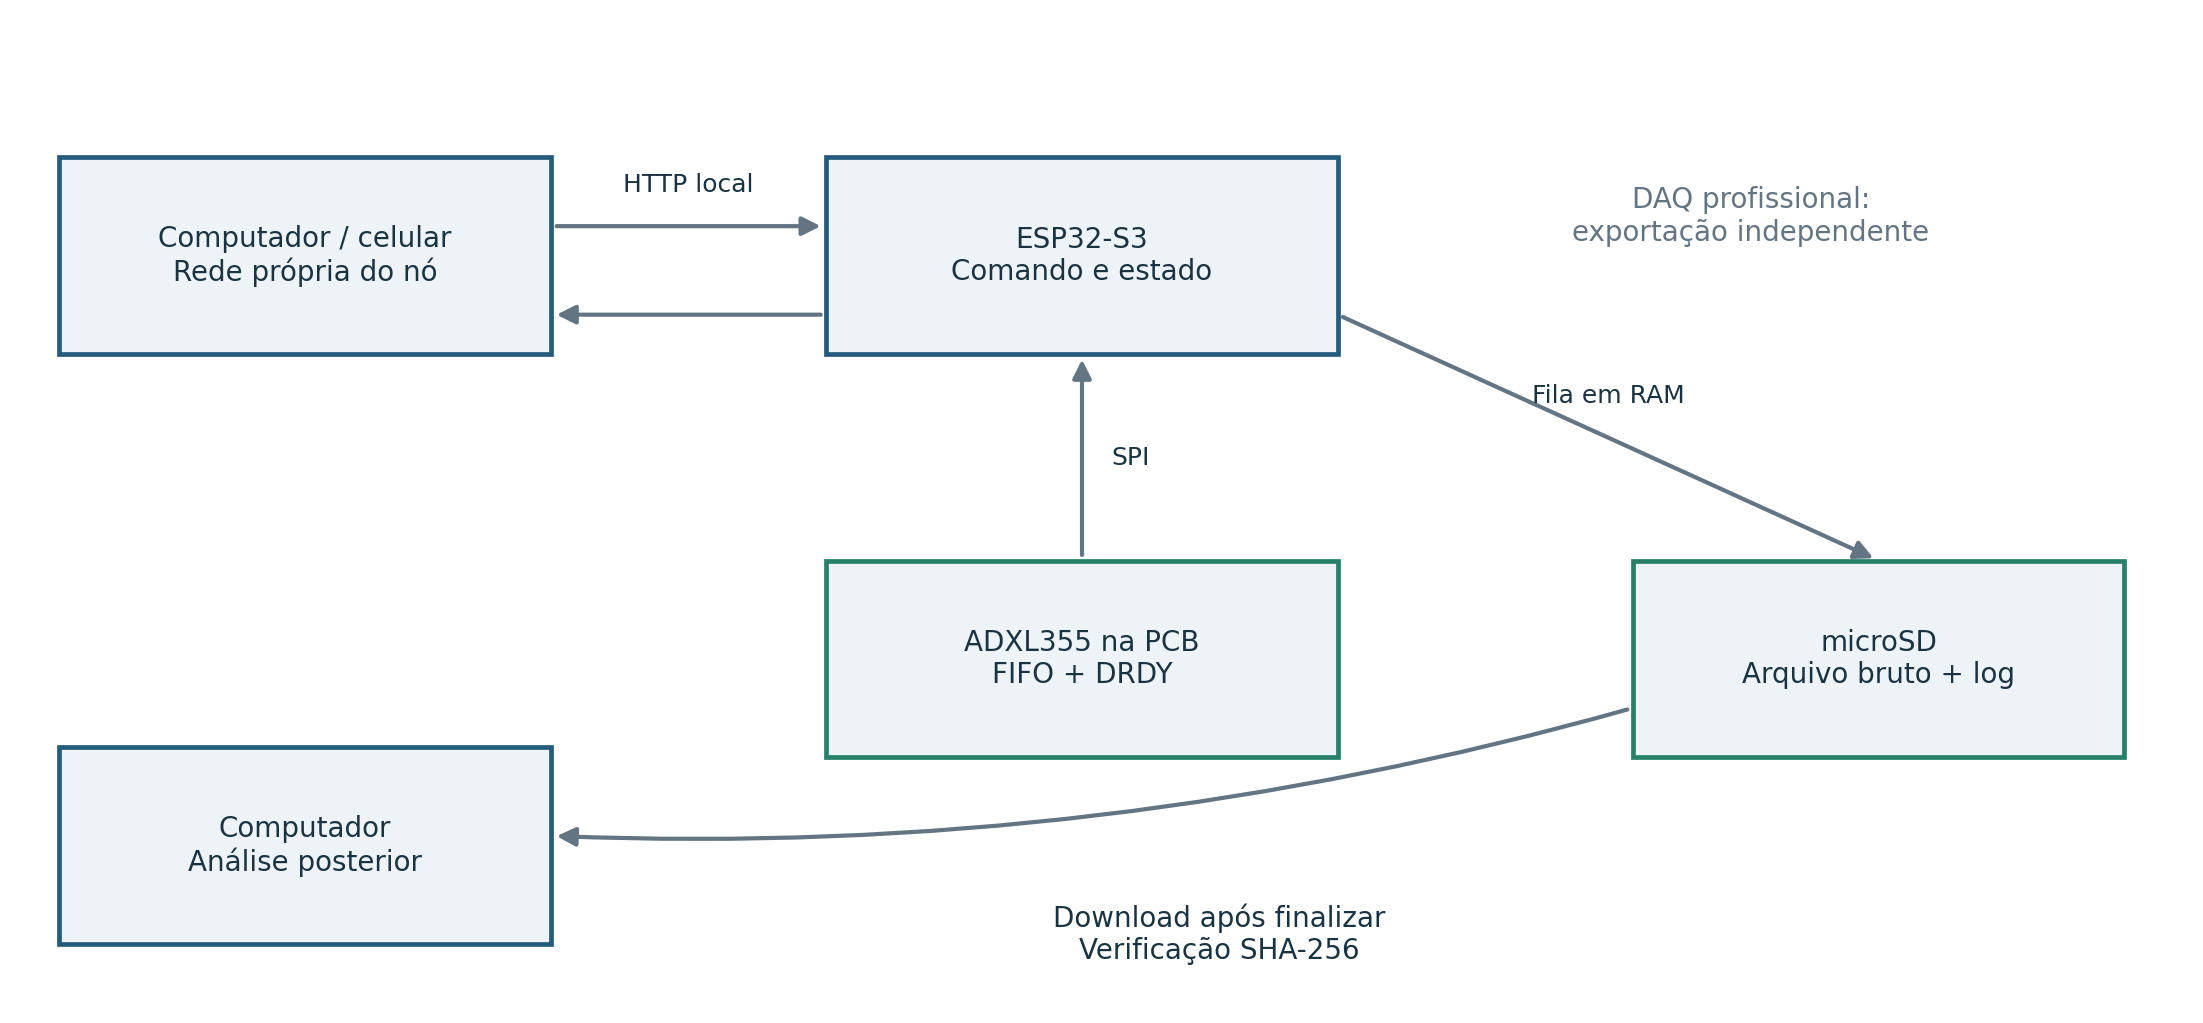 Computador / celular
Rede própria do nó
HTTP local
ESP32-S3
Comando e estado
DAQ profissional:
exportação independente
Fila em RAM
SPI
ADXL355 na PCB
FIFO + DRDY
microSD
Arquivo bruto + log
Computador
Análise posterior
Download após finalizar
Verificação SHA-256